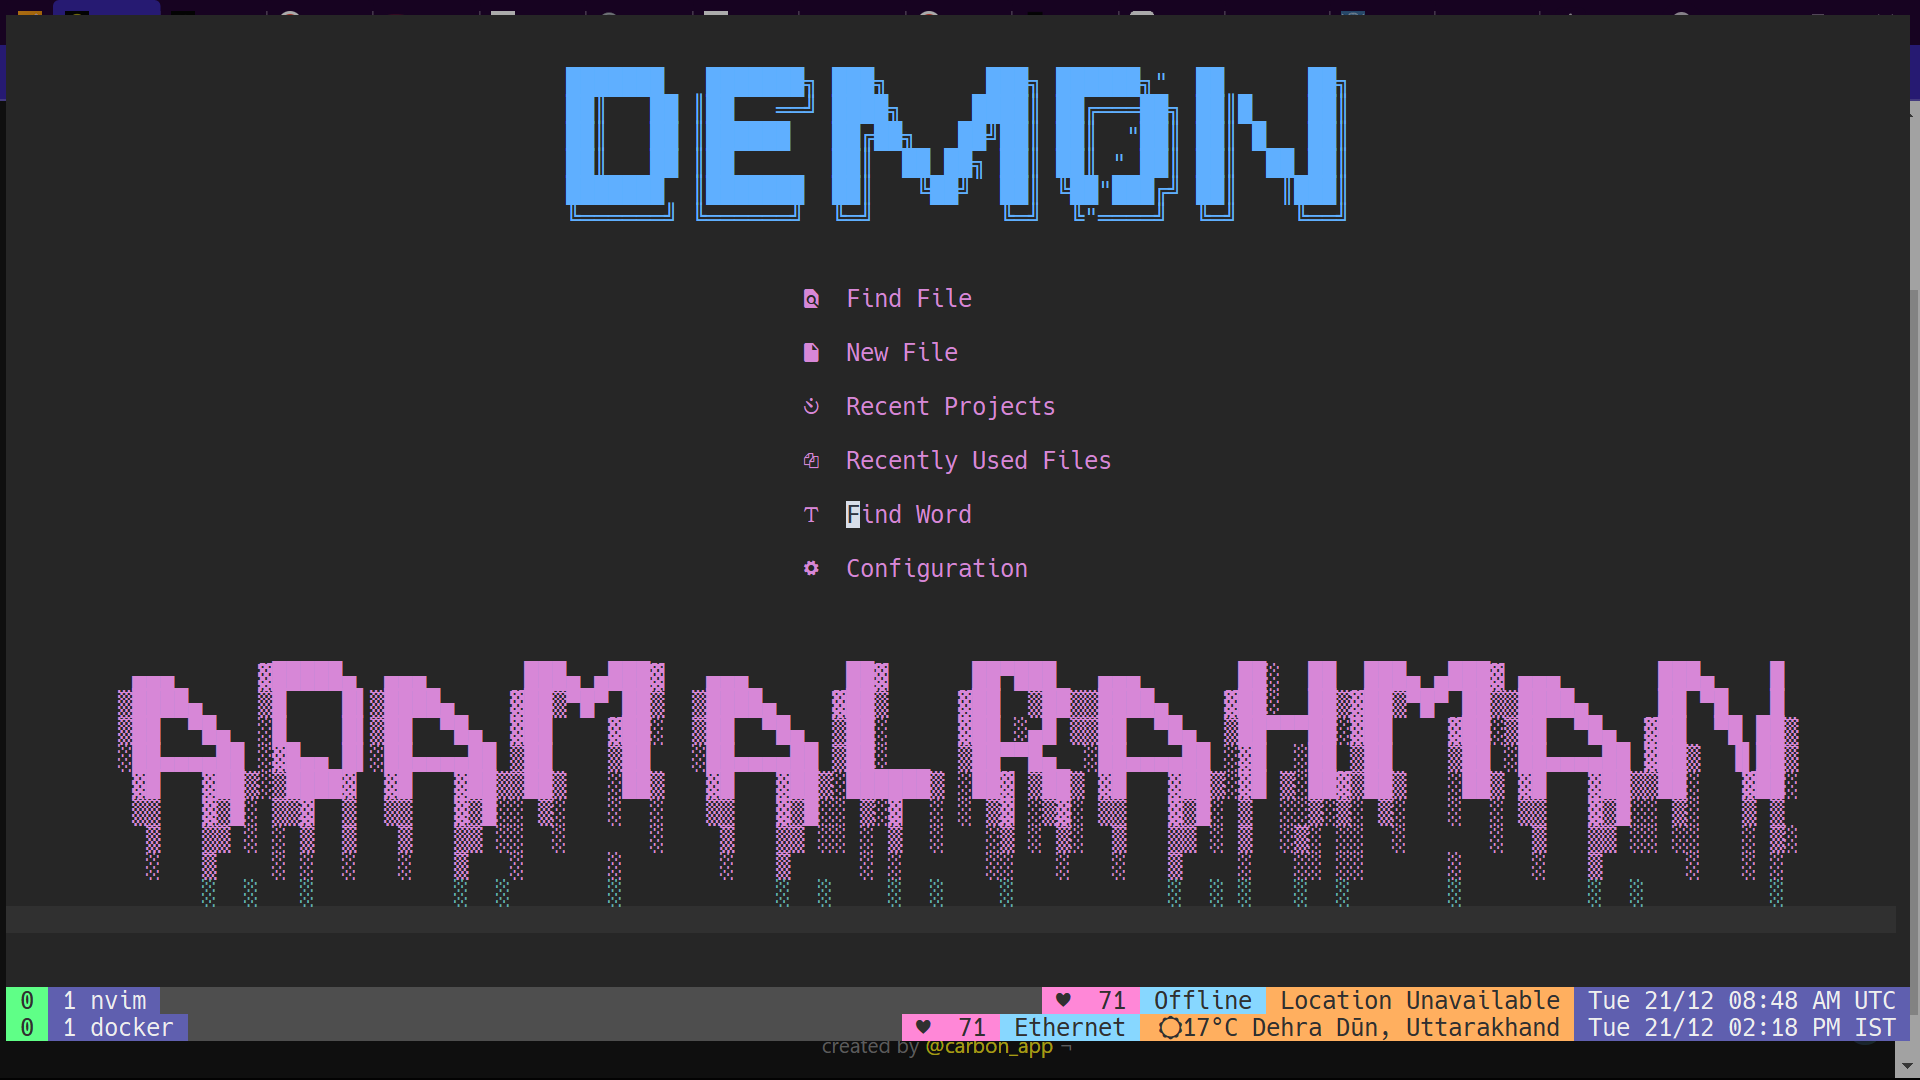 DEMON
Find File
New File
Recent Projects
Recently Used Files
Find Word
Configuration
ADAMALRAHMAN
0 1 nvim ♥ 71 Offline Location Unavailable Tue 21/12 08:48 AM UTC
0 1 docker ♥ 71 Ethernet 17°C Dehra Dūn, Uttarakhand Tue 21/12 02:18 PM IST
created by @carbon_app ¬